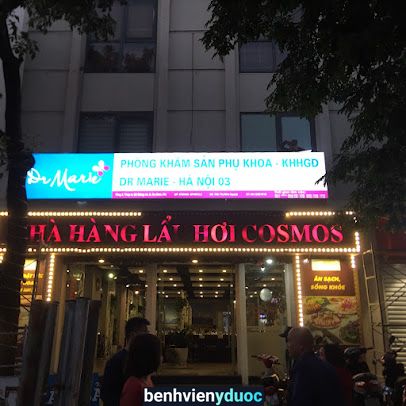 Dr Marie
PHÒNG KHÁM SẢN PHỤ KHOA - KHHGĐ
DR MARIE - HÀ NỘI 03
HÀ HÀNG LẨ HƠI COSMOS
ĂN SẠCH,
SỐNG KHỎE
benhvienyduoc